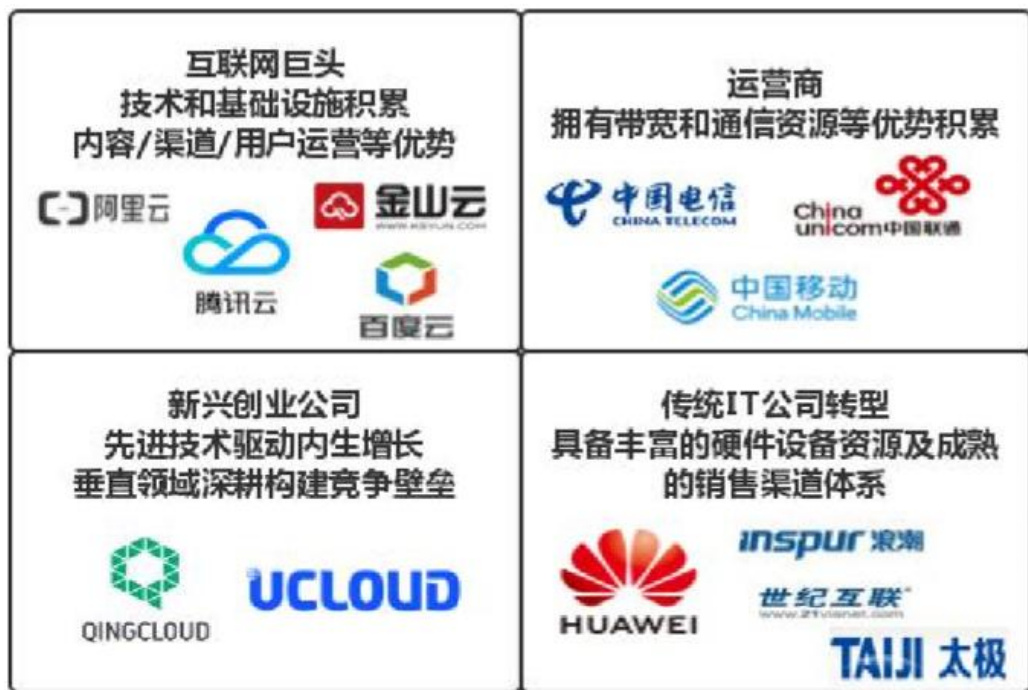 互联网巨头
技术和基础设施积累
内容/渠道/用户运营等优势
阿里云
金山云
WWW.KSYUN.COM
腾讯云
百度云
运营商
拥有带宽和通信资源等优势积累
中国电信
CHINA TELECOM
China
unicom中国联通
中国移动
China Mobile
新兴创业公司
先进技术驱动内生增长
垂直领域深耕构建竞争壁垒
QINGCLOUD
UCLOUD
传统IT公司转型
具备丰富的硬件设备资源及成熟
的销售渠道体系
HUAWEI
inspur 浪潮
世纪互联
www.21vianet.com
TAIJI 太极